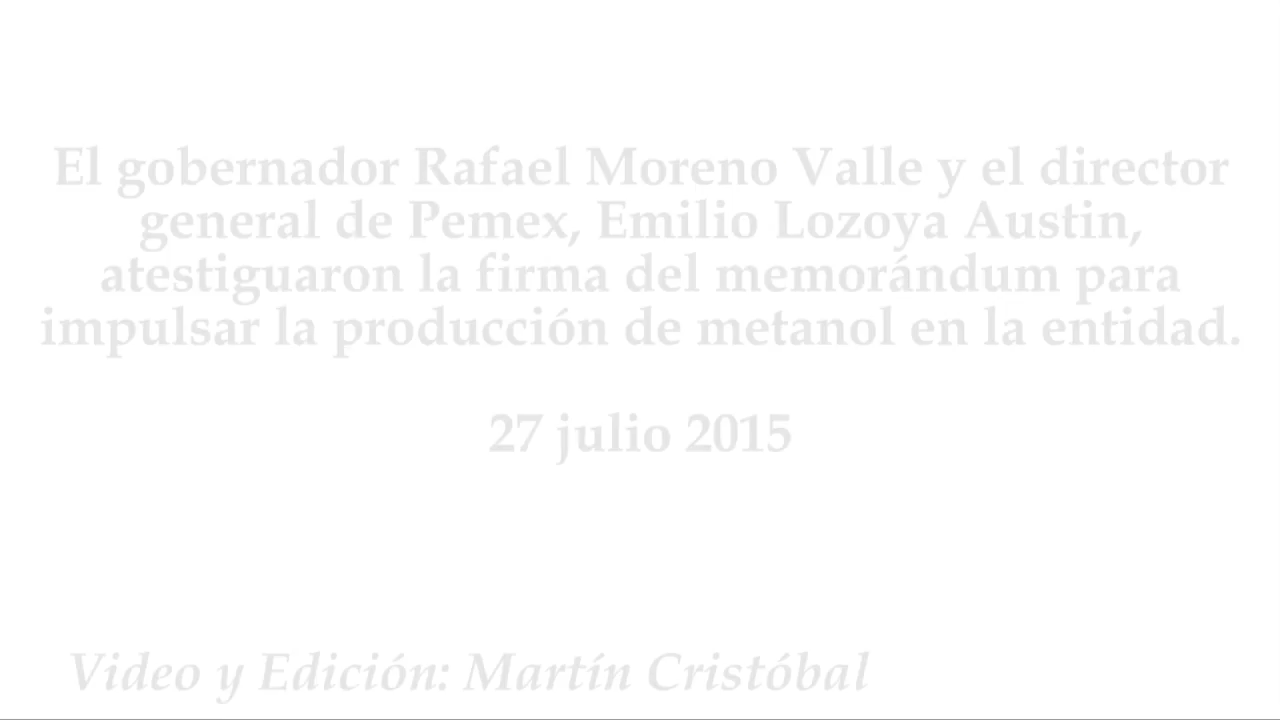 El gobernador Rafael Moreno Valle y el director
general de Pemex, Emilio Lozoya Austin,
atestiguaron la firma del memorándum para
impulsar la producción de metanol en la entidad.
27 julio 2015
Video y Edición: Martín Cristóbal